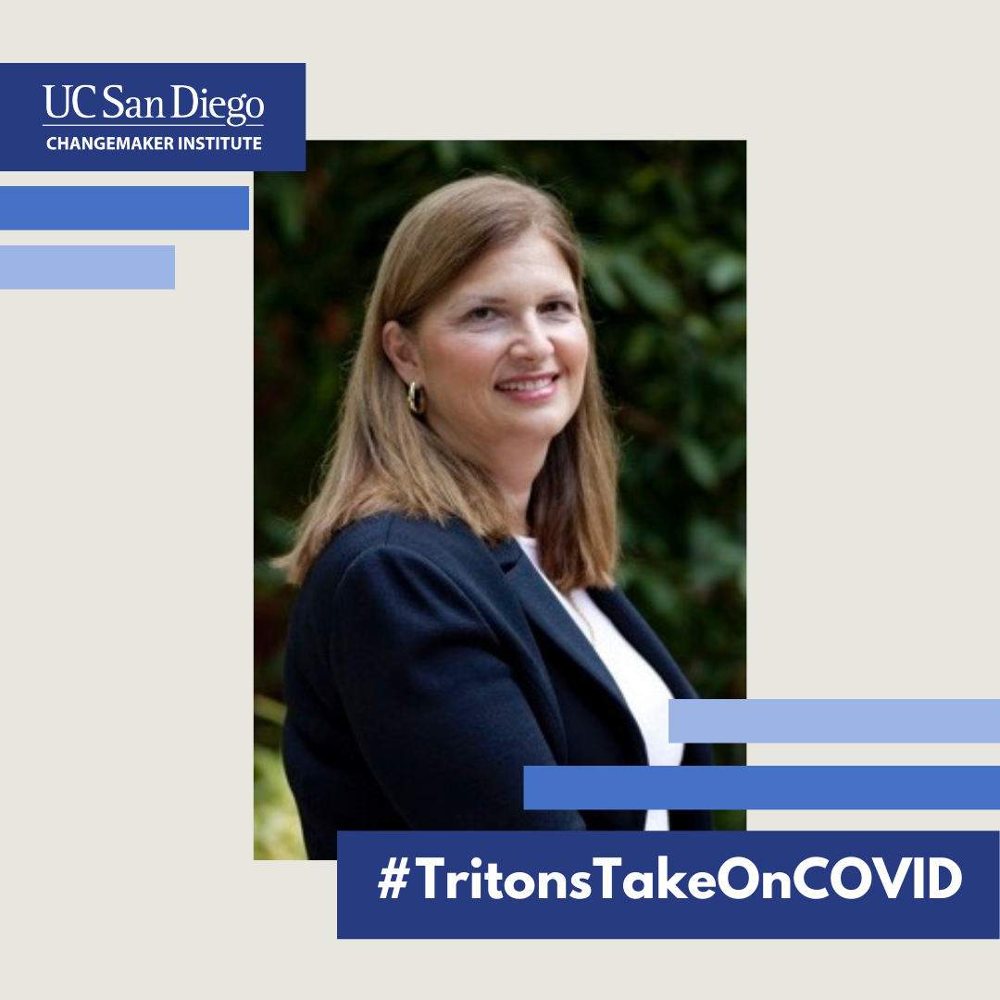 UC San Diego
CHANGEMAKER INSTITUTE
#TritonsTakeOnCOVID